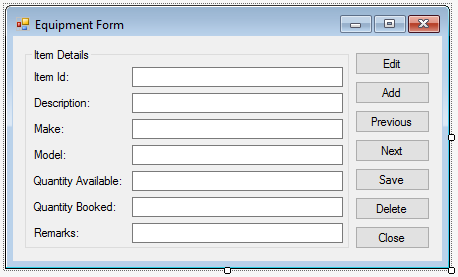 Equipment Form
Item Details
Item Id:
Description:
Make:
Model:
Quantity Available:
Quantity Booked:
Remarks:
Edit
Add
Previous
Next
Save
Delete
Close